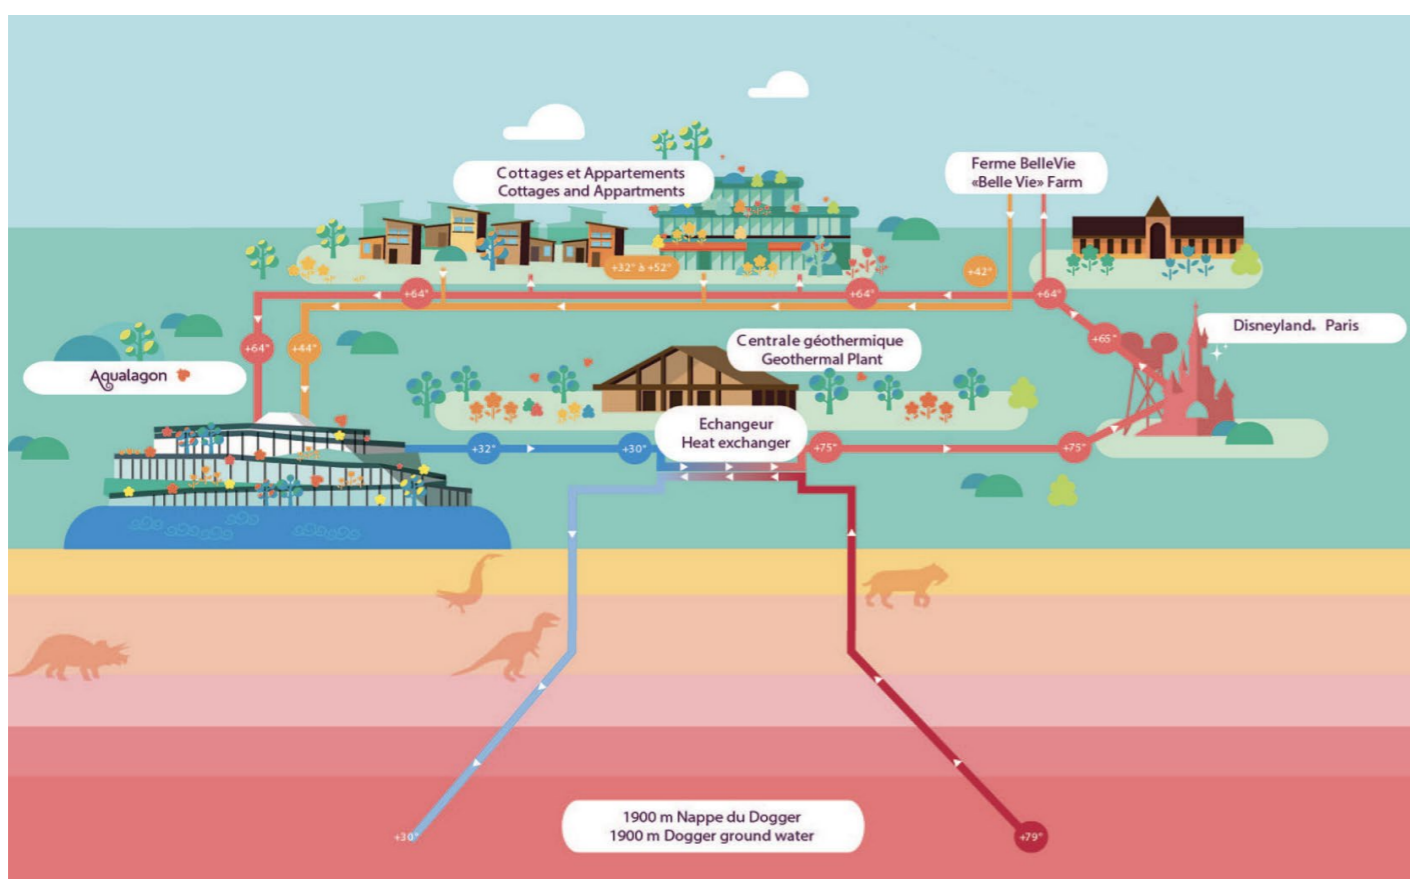 Cottages et Appartements
Cottages and Appartments
Ferme BelleVie
«Belle Vie» Farm
+32° à +52°
+42°
+64°
+64°
+64°
Disneyland. Paris
+65°
+64°
+44°
Centrale géothermique
Geothermal Plant
Aqualagon
Echangeur
Heat exchanger
+32°
+30°
+75°
+75°
1900 m Nappe du Dogger
1900 m Dogger ground water
+30°
+79°